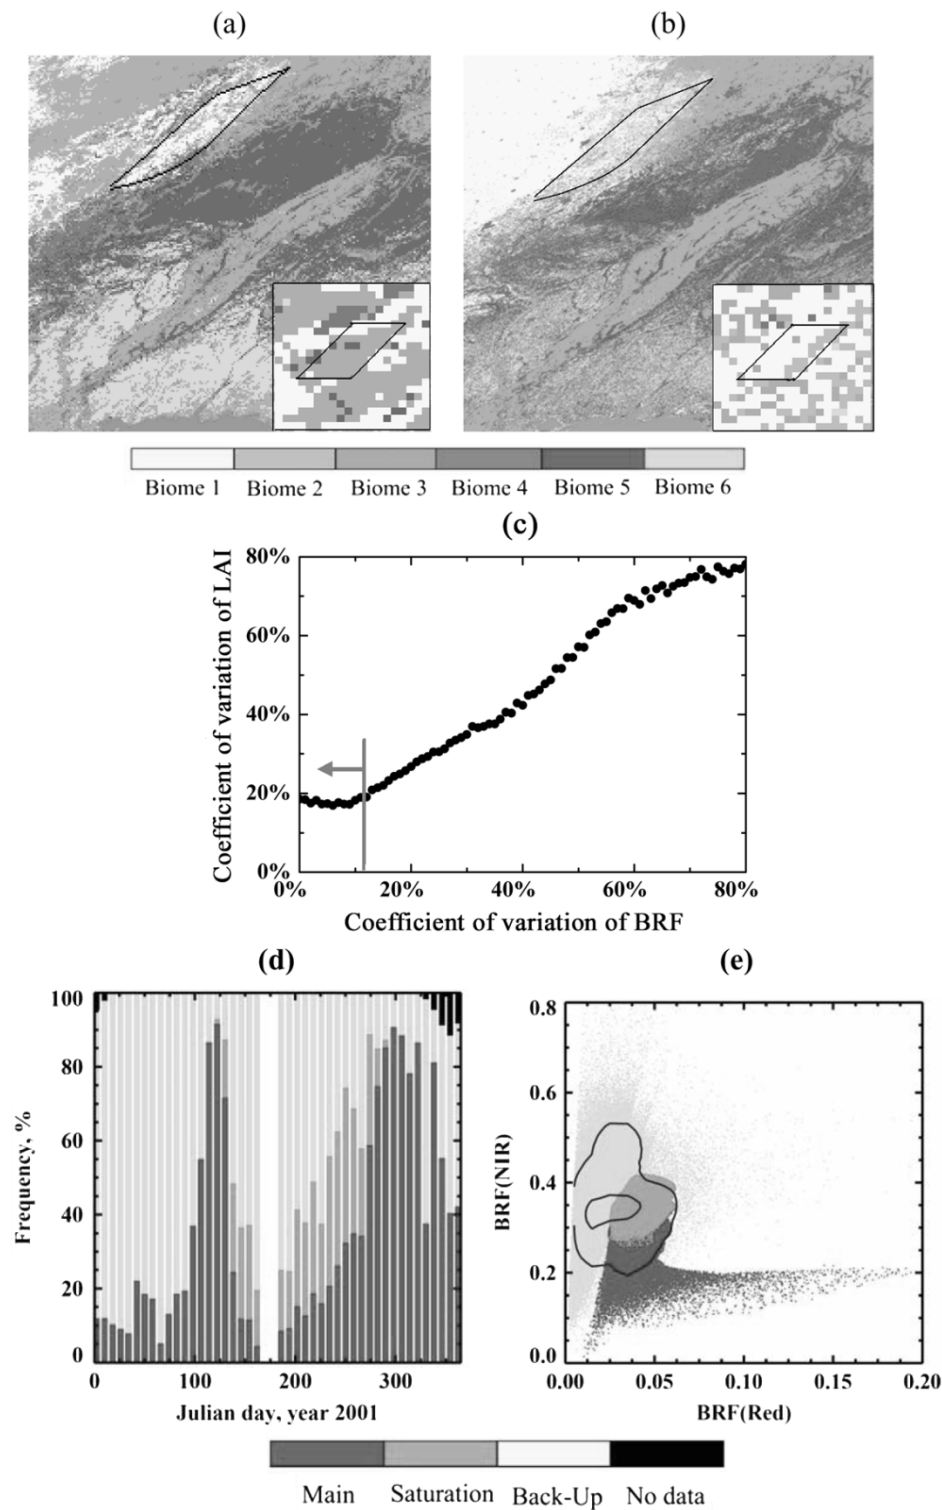 (a)
(b)
Biome 1 Biome 2 Biome 3 Biome 4 Biome 5 Biome 6
(c)
Coefficient of variation of LAI
80%
60%
40%
20%
0%
0% 20% 40% 60% 80%
Coefficient of variation of BRF
(d)
Frequency, %
100
80
60
40
20
0
0 100 200 300
Julian day, year 2001
(e)
BRF(NIR)
0.8
0.6
0.4
0.2
0.0
0.00 0.05 0.10 0.15 0.20
BRF(Red)
Main Saturation Back-Up No data